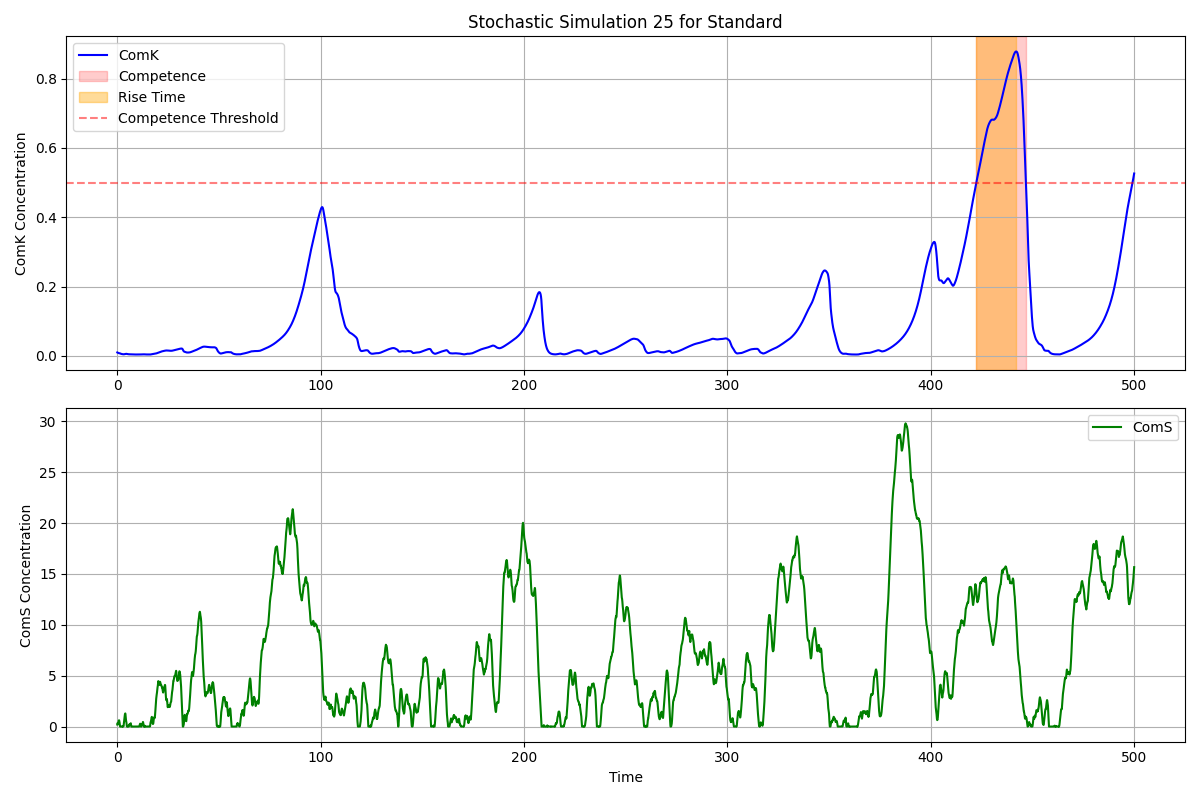 Stochastic Simulation 25 for Standard
ComK
Competence
Rise Time
Competence Threshold
ComK Concentration
0.8
0.6
0.4
0.2
0.0
0 100 200 300 400 500
ComS
ComS Concentration
30
25
20
15
10
5
0
0 100 200 300 400 500
Time